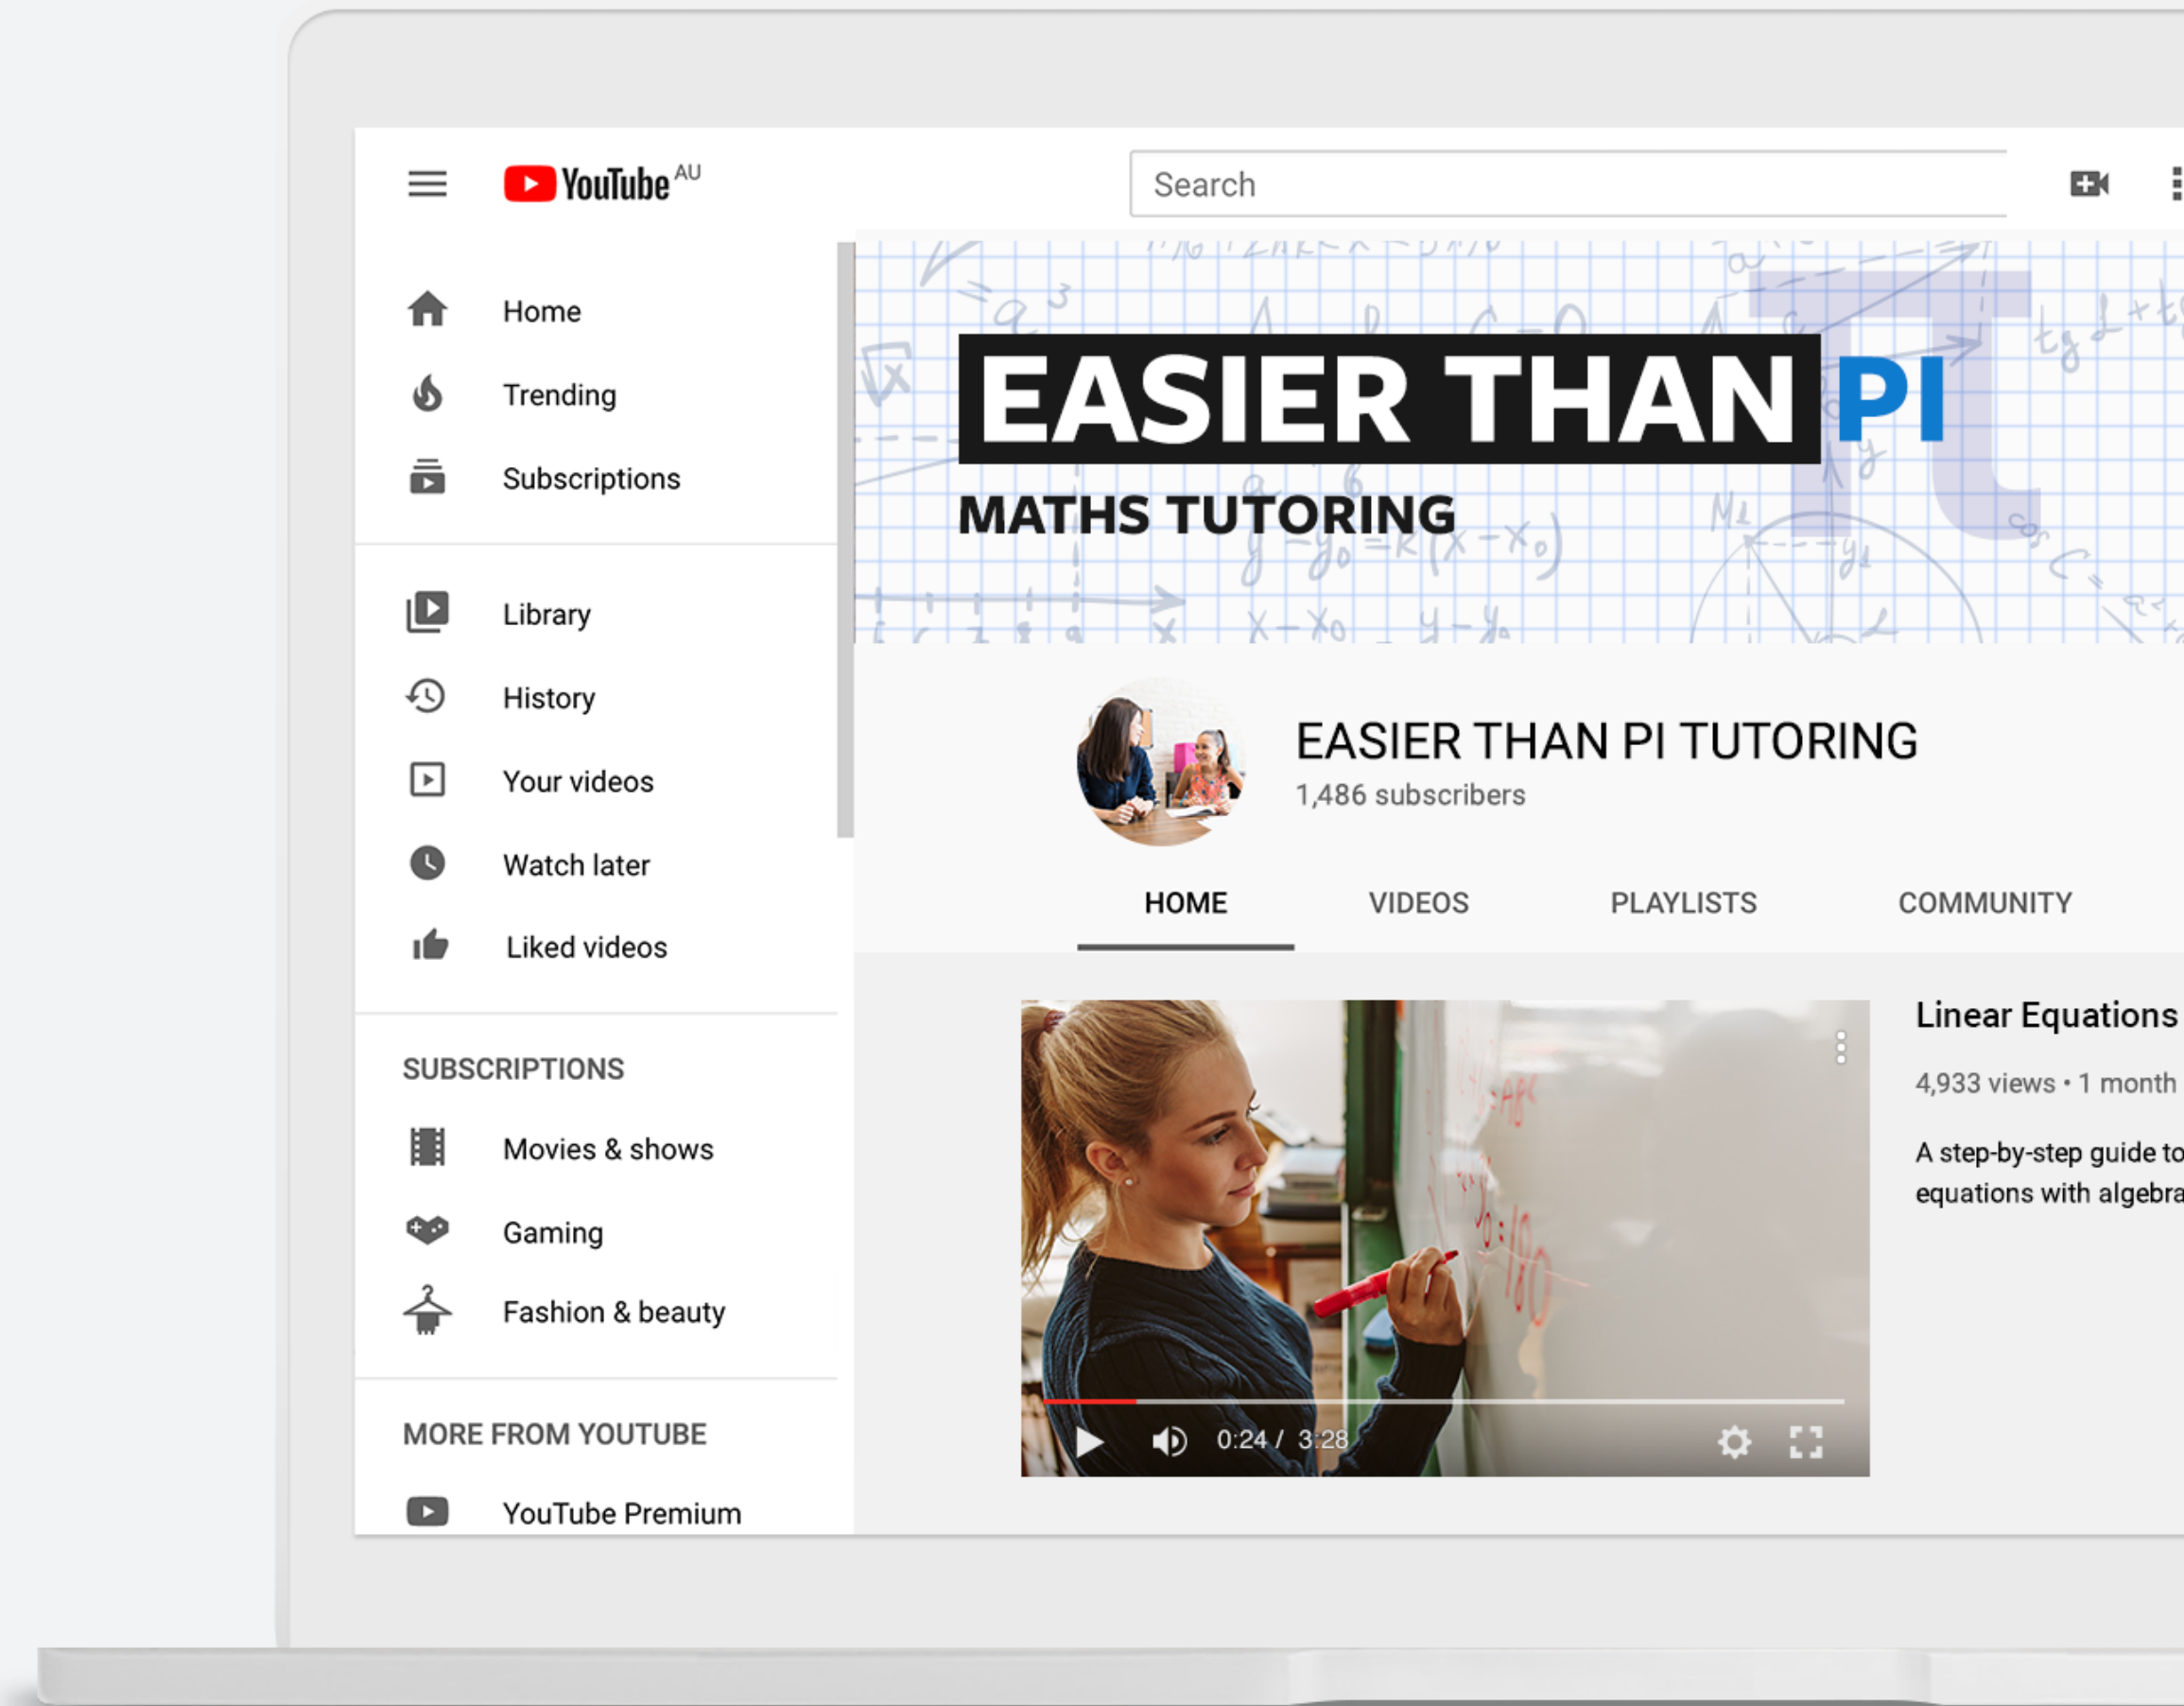 YouTube AU
Search
Home
Trending
Subscriptions
Library
History
Your videos
Watch later
Liked videos
SUBSCRIPTIONS
Movies & shows
Gaming
Fashion & beauty
MORE FROM YOUTUBE
YouTube Premium
EASIER THAN PI
MATHS TUTORING
y-y₀=k(x-x₀)
EASIER THAN PI TUTORING
1,486 subscribers
HOME VIDEOS PLAYLISTS COMMUNITY
0:24 / 3:28
Linear Equations
4,933 views • 1 month
A step-by-step guide to
equations with algebra